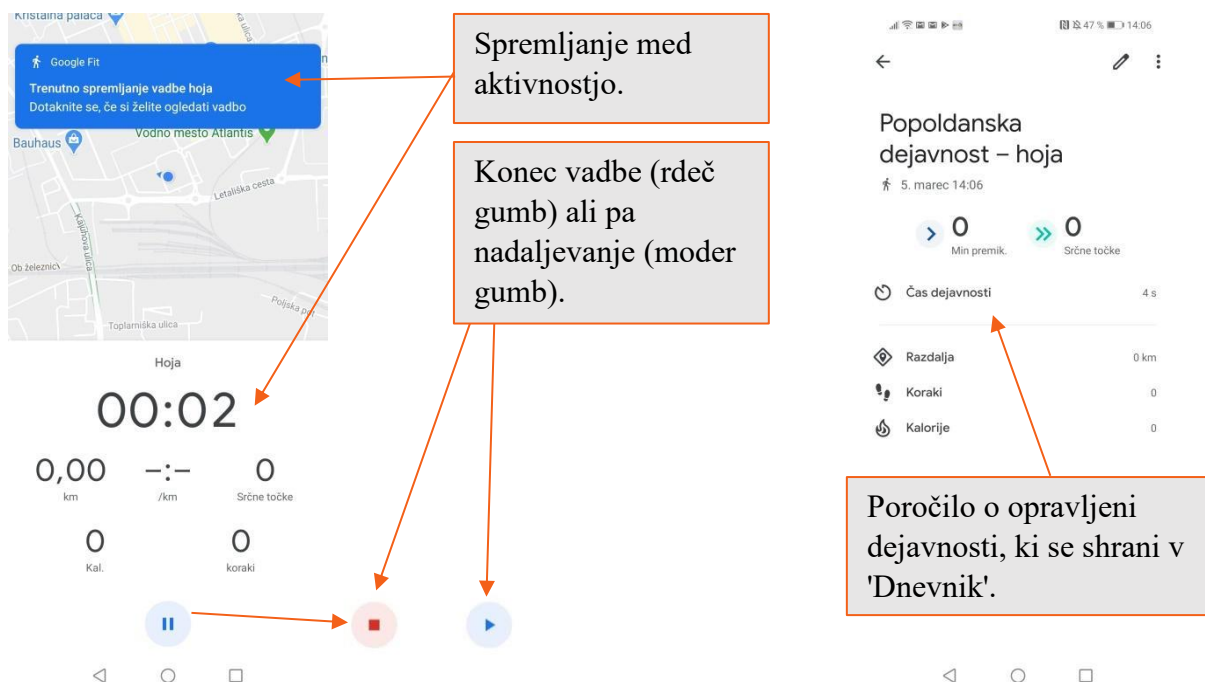 Kristalna palača
Google Fit
Trenutno spremljanje vadbe hoja
Dotaknite se, če si želite ogledati vadbo
Vodno mesto Atlantis
Bauhaus
Letališka cesta
Kajuhova ulica
Ob železnici
Poljska pot
Toplarniška ulica
Hoja
00:02
0,00
km
–:–
/km
0
Srčne točke
0
Kal.
0
koraki
Spremljanje med
aktivnostjo.
Konec vadbe (rdeč
gumb) ali pa
nadaljevanje (moder
gumb).
47 % 14:06
Popoldanska
dejavnost – hoja
5. marec 14:06
0
Min premik.
0
Srčne točke
Čas dejavnosti 4 s
Razdalja 0 km
Koraki 0
Kalorije 0
Poročilo o opravljeni
dejavnosti, ki se shrani v
'Dnevnik'.